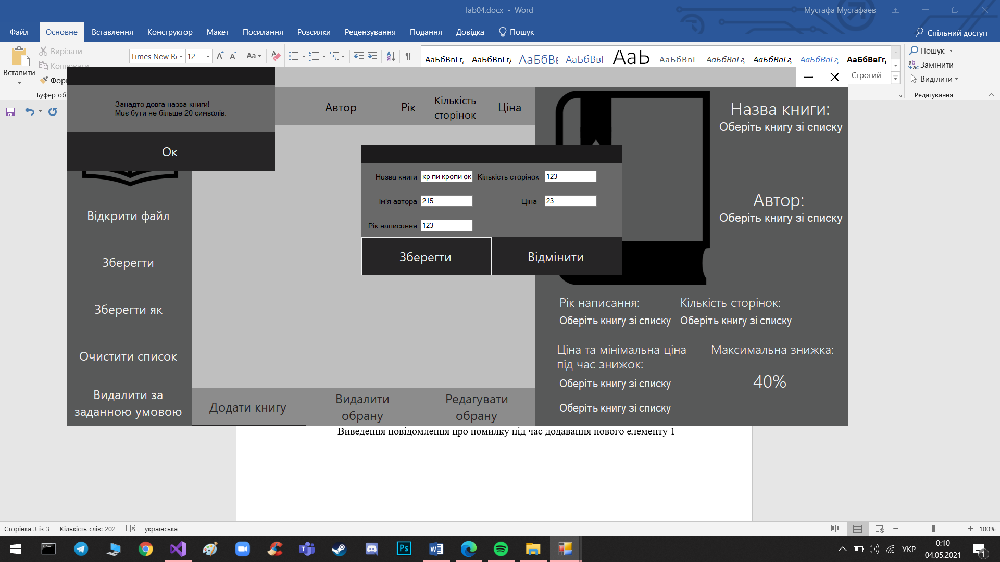 lab04.docx - Word
Мустафа Мустафаев
Файл Основне Вставлення Конструктор Макет Посилання Розсилки Рецензування Подання Довідка Пошук
Спільний доступ
Вставити
Вирізати
Копіювати
Буфер об
Times New Ro 12
Aa
АаБбВвГг, АаБбВвГг, АаБбВ АаБбВвГ АаЬ АаБбВвГг АаБбВвГг, АаБбВвГг, АаБбВвГг, АаБбВвГг,
Строгий
Пошук
Замінити
Виділити
Редагування
Занадто довга назва книги!
Має бути не більше 20 символів.
Ок
Автор
Рік
Кількість
сторінок
Ціна
Відкрити файл
Зберегти
Зберегти як
Очистити список
Видалити за
заданною умовою
Назва книги кр пи кропи ок Кількість сторінок 123
Ім'я автора 215 Ціна 23
Рік написання 123
Зберегти Відмінити
Додати книгу
Видалити
обрану
Редагувати
обрану
Назва книги:
Оберіть книгу зі списку
Автор:
Оберіть книгу зі списку
Рік написання: Кількість сторінок:
Оберіть книгу зі списку Оберіть книгу зі списку
Ціна та мінімальна ціна
під час знижок:
Максимальна знижка:
Оберіть книгу зі списку
40%
Оберіть книгу зі списку
Виведення повідомлення про помилку під час додавання нового елементу 1
Сторінка 3 із 3 Кількість слів: 202 українська
100%
Ps
УКР
0:10
04.05.2021
1